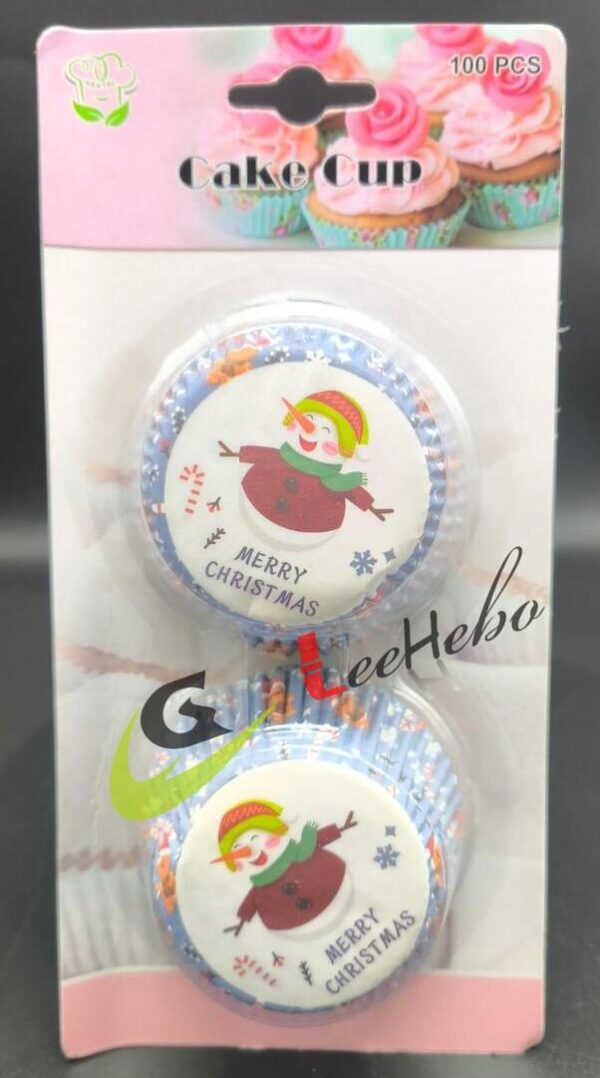 100 PCS
Cake Cup
MERRY
CHRISTMAS
LeeHebo
G
MERRY
CHRISTMAS